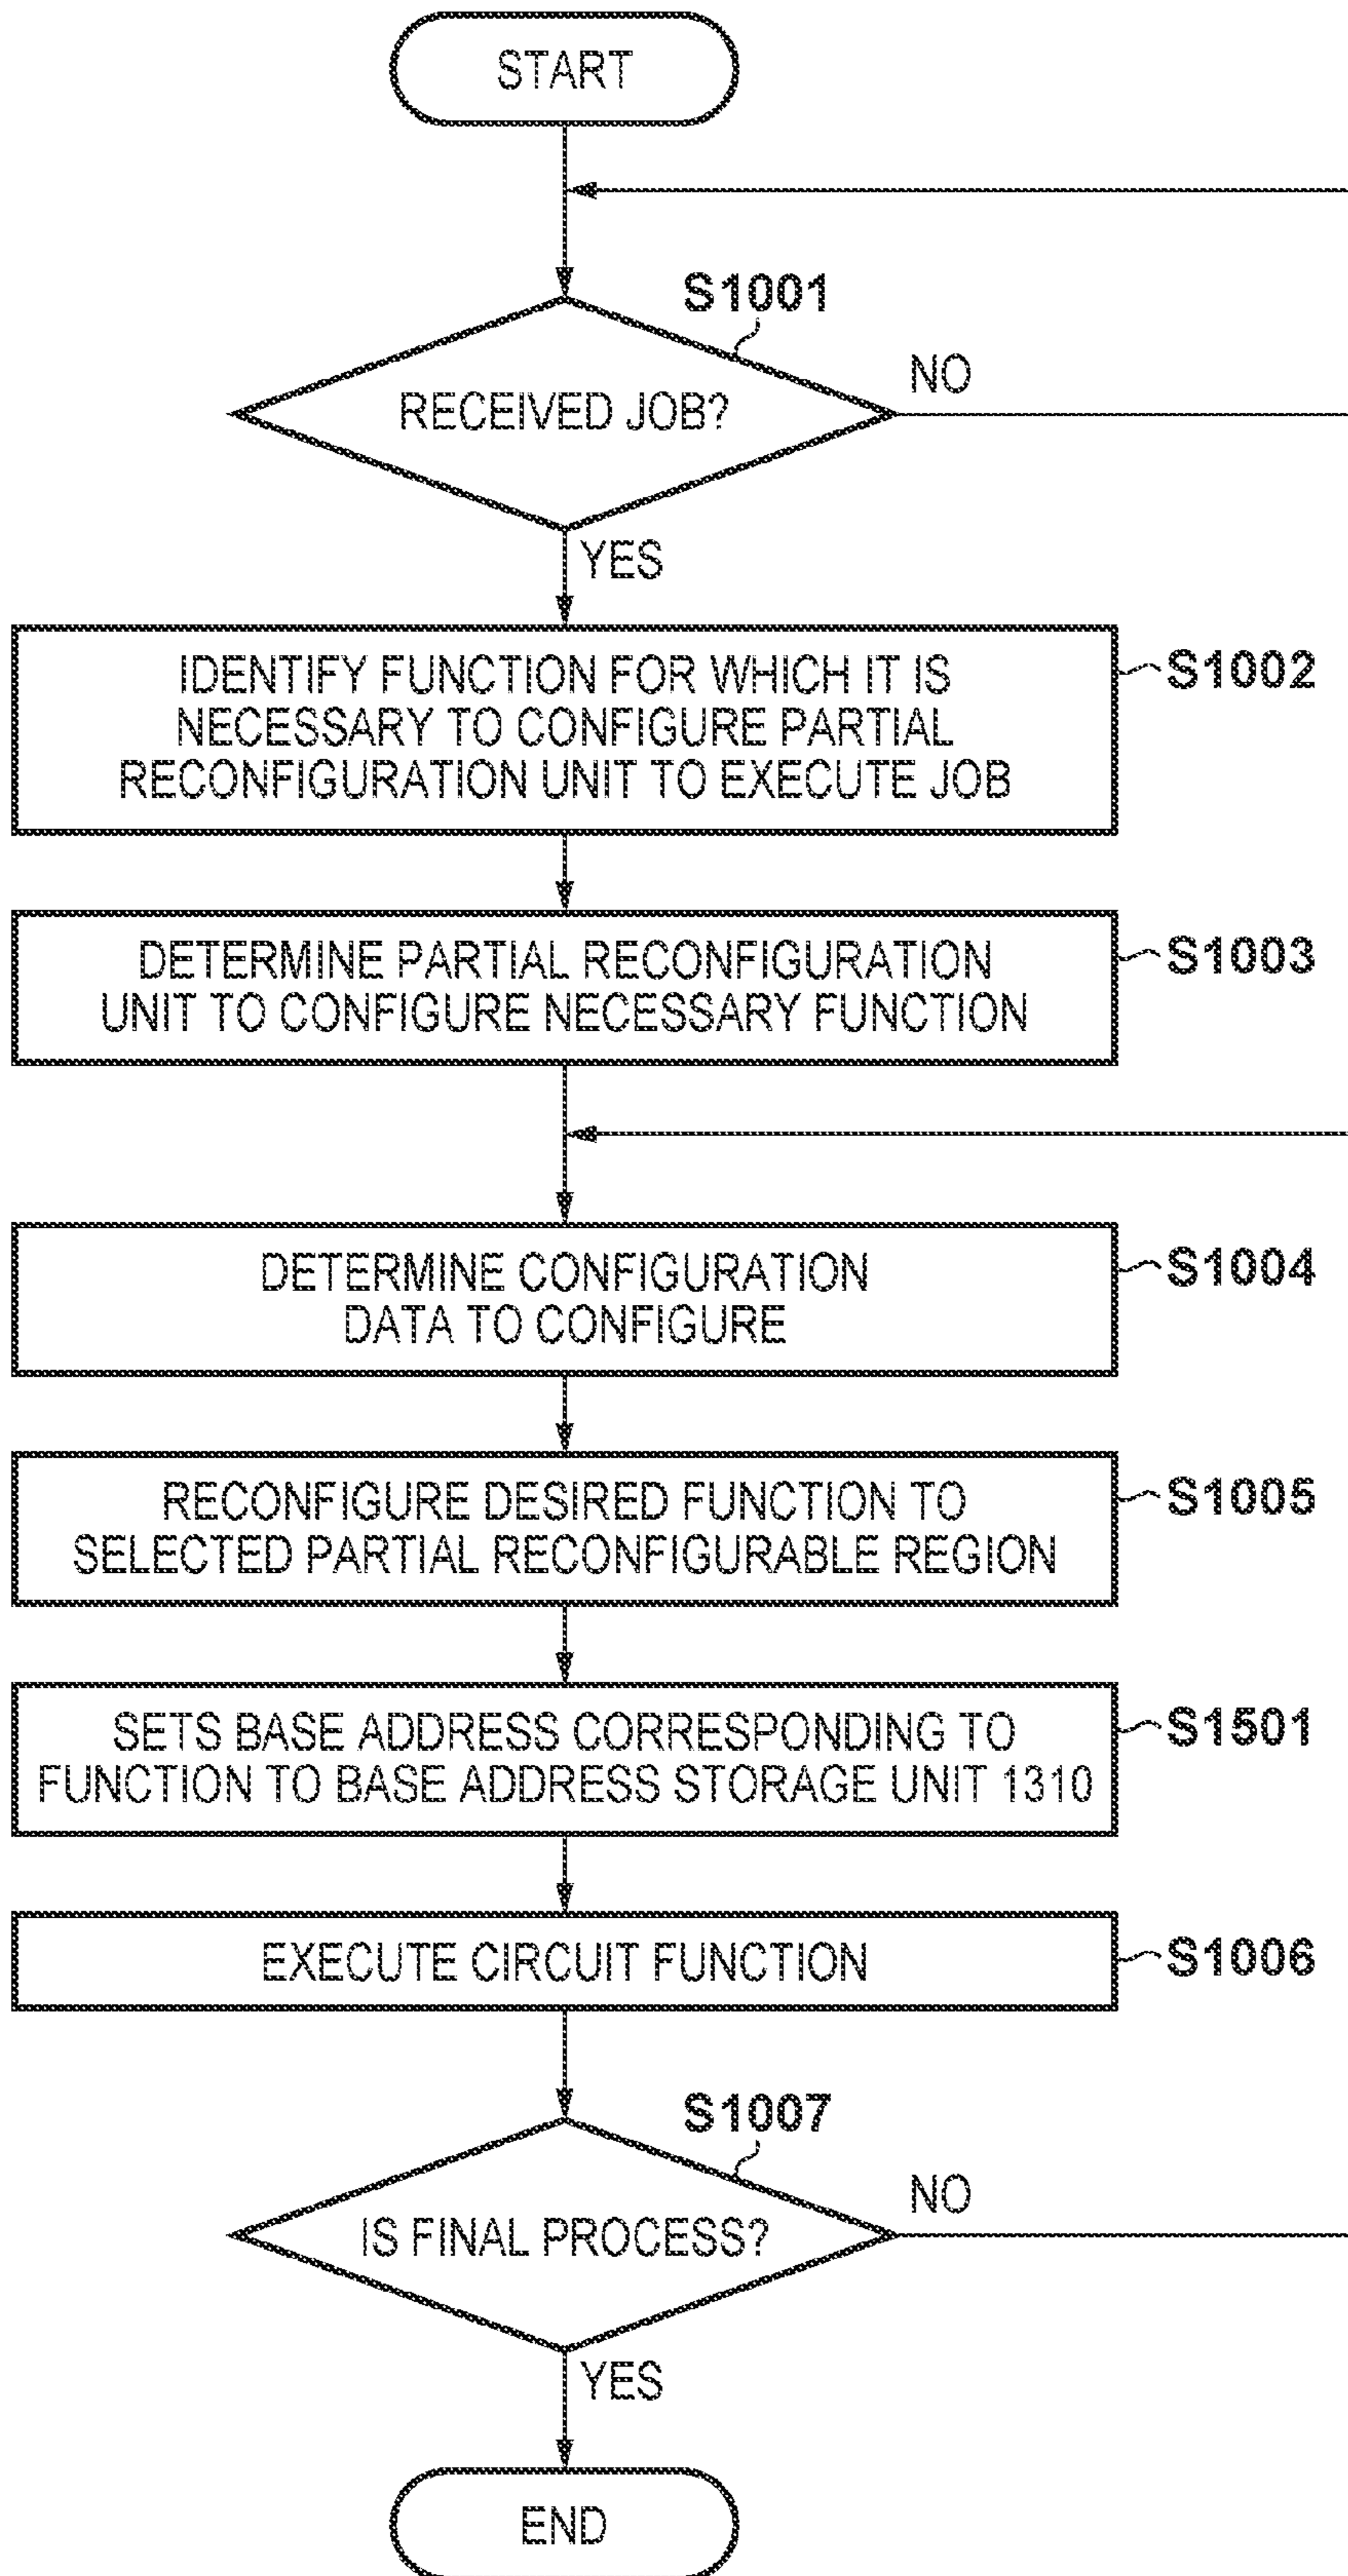 START
S1001
RECEIVED JOB?
NO
YES
IDENTIFY FUNCTION FOR WHICH IT IS
NECESSARY TO CONFIGURE PARTIAL
RECONFIGURATION UNIT TO EXECUTE JOB
S1002
DETERMINE PARTIAL RECONFIGURATION
UNIT TO CONFIGURE NECESSARY FUNCTION
S1003
DETERMINE CONFIGURATION
DATA TO CONFIGURE
S1004
RECONFIGURE DESIRED FUNCTION TO
SELECTED PARTIAL RECONFIGURABLE REGION
S1005
SETS BASE ADDRESS CORRESPONDING TO
FUNCTION TO BASE ADDRESS STORAGE UNIT 1310
S1501
EXECUTE CIRCUIT FUNCTION
S1006
S1007
IS FINAL PROCESS?
NO
YES
END